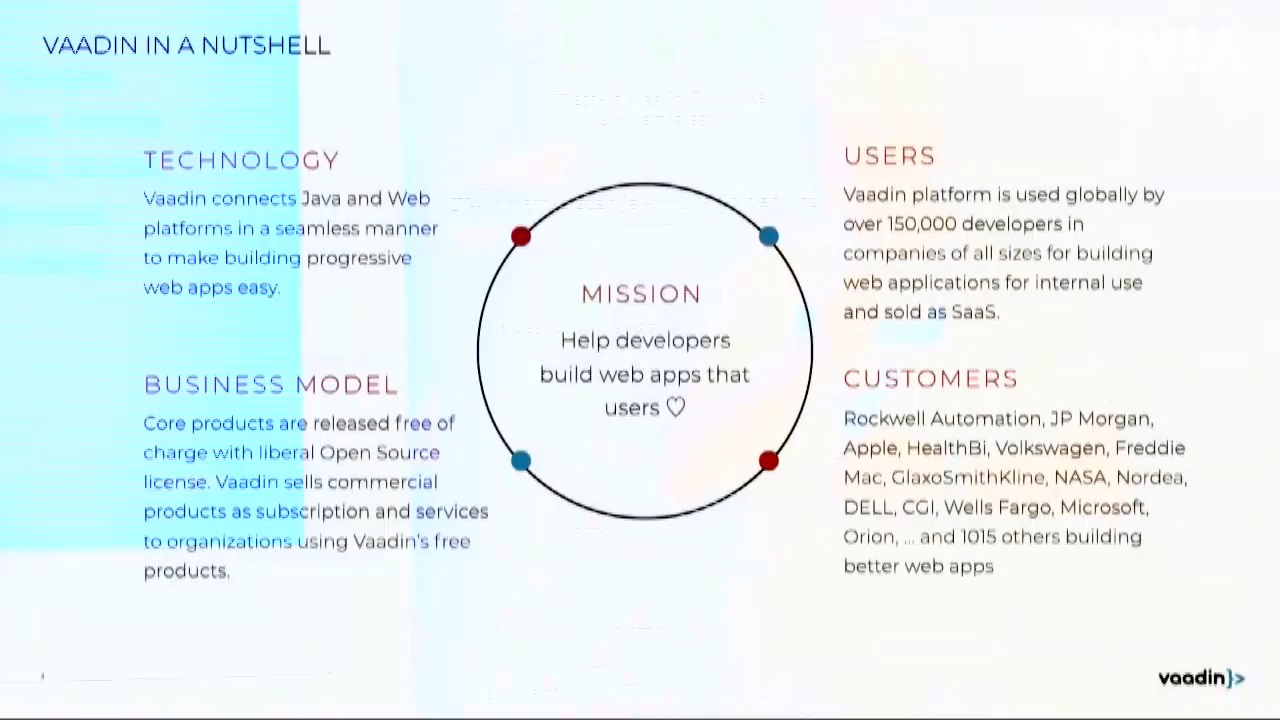 VAADIN IN A NUTSHELL
TECHNOLOGY
Vaadin connects Java and Web
platforms in a seamless manner
to make building progressive
web apps easy.
BUSINESS MODEL
Core products are released free of
charge with liberal Open Source
license. Vaadin sells commercial
products as subscription and services
to organizations using Vaadin's free
products.
MISSION
Help developers
build web apps that
users ♡
USERS
Vaadin platform is used globally by
over 150,000 developers in
companies of all sizes for building
web applications for internal use
and sold as SaaS.
CUSTOMERS
Rockwell Automation, JP Morgan,
Apple, HealthBi, Volkswagen, Freddie
Mac, GlaxoSmithKline, NASA, Nordea,
DELL, CGI, Wells Fargo, Microsoft,
Orion, ... and 1015 others building
better web apps
vaadin}>